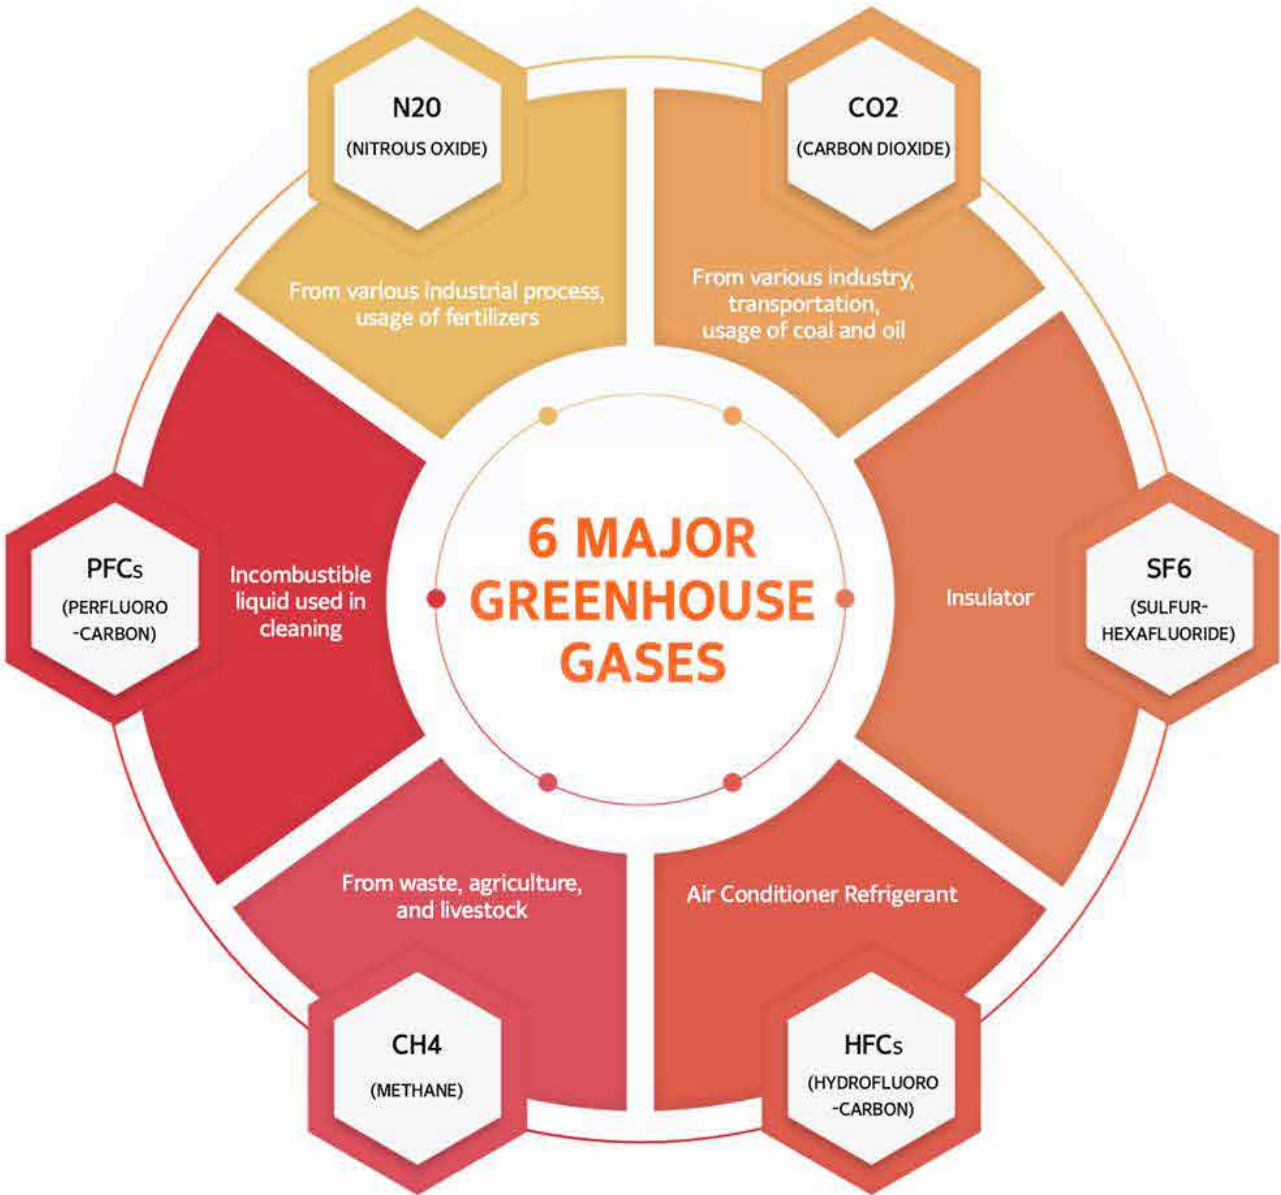 6 MAJOR
GREENHOUSE
GASES
N20
(NITROUS OXIDE)
From various industrial process,
usage of fertilizers
CO2
(CARBON DIOXIDE)
From various industry,
transportation,
usage of coal and oil
SF6
(SULFUR-
HEXAFLUORIDE)
Insulator
HFCs
(HYDROFLUORO
-CARBON)
Air Conditioner Refrigerant
CH4
(METHANE)
From waste, agriculture,
and livestock
PFCs
(PERFLUORO
-CARBON)
Incombustible
liquid used in
cleaning